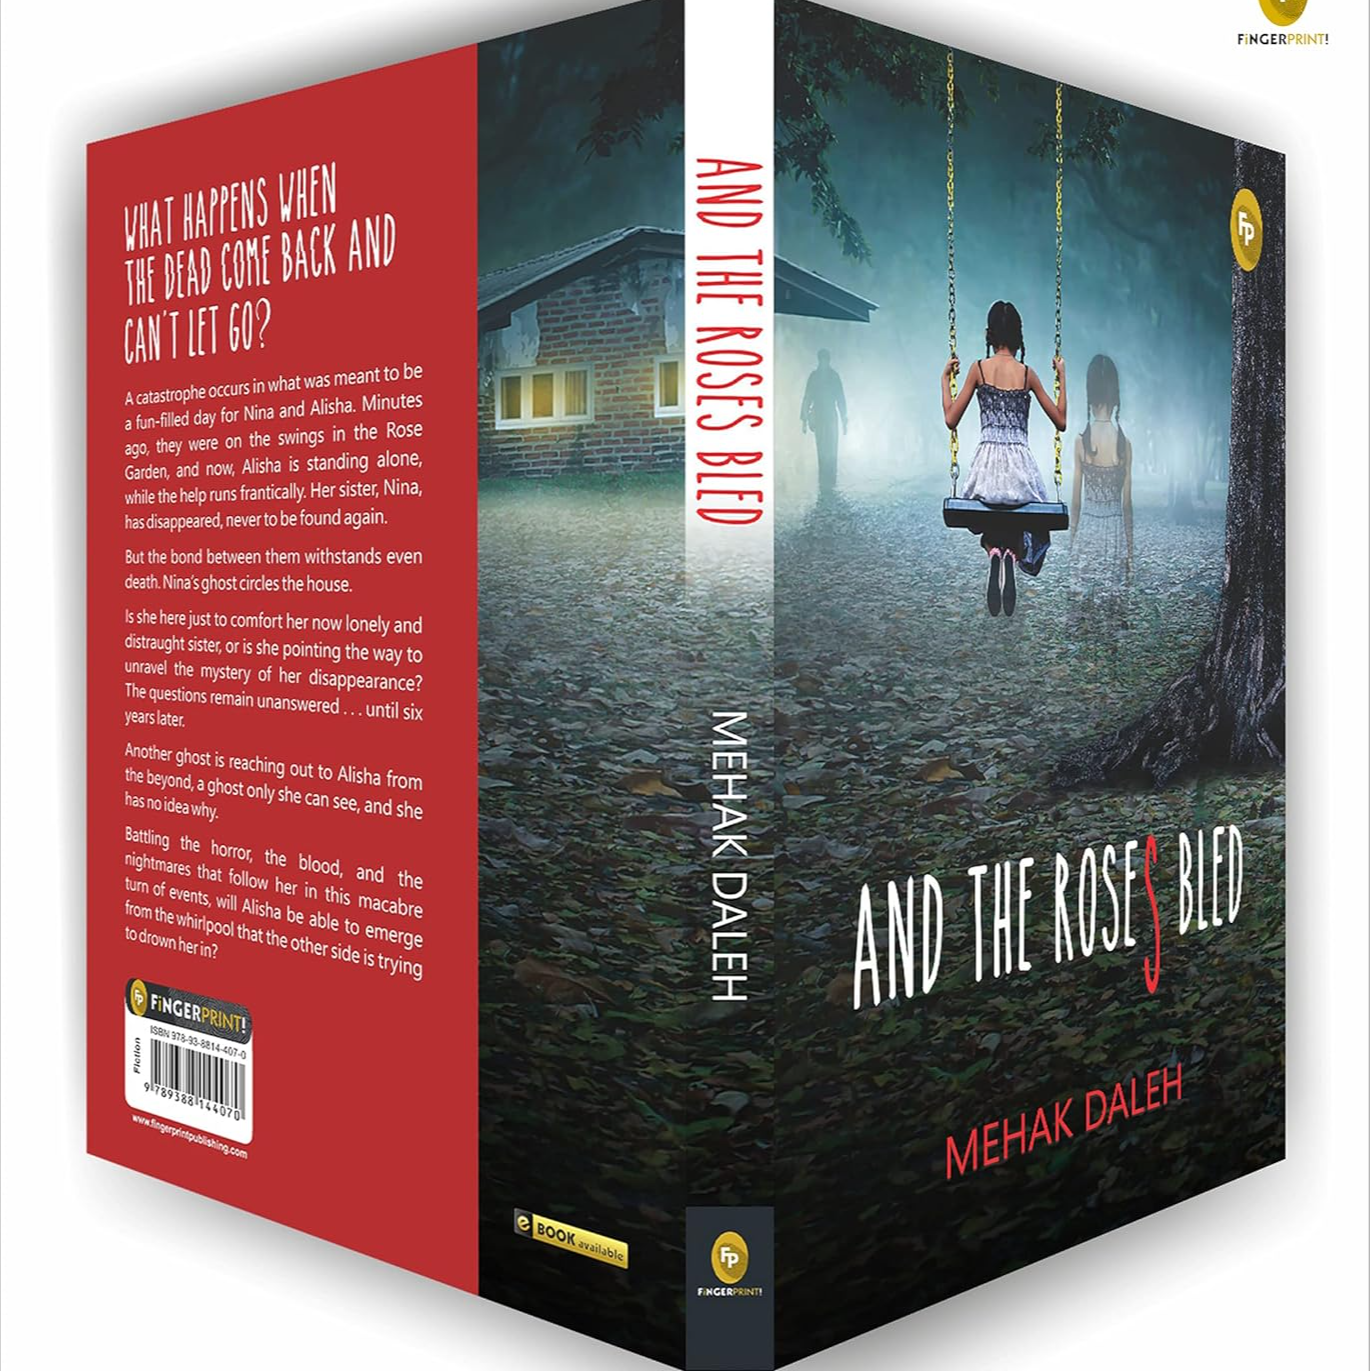 FiNGERPRINT!
WHAT HAPPENS WHEN
THE DEAD COME BACK AND
CAN'T LET GO?
A catastrophe occurs in what was meant to be
a fun-filled day for Nina and Alisha. Minutes
ago, they were on the swings in the Rose
Garden, and now, Alisha is standing alone,
while the help runs frantically. Her sister, Nina,
has disappeared, never to be found again.
But the bond between them withstands even
death. Nina's ghost circles the house.
Is she here just to comfort her now lonely and
distraught sister, or is she pointing the way to
unravel the mystery of her disappearance?
The questions remain unanswered . . . until six
years later.
Another ghost is reaching out to Alisha from
the beyond, a ghost only she can see, and she
has no idea why.
Battling the horror, the blood, and the
nightmares that follow her in this macabre
turn of events, will Alisha be able to emerge
from the whirlpool that the other side is trying
to drown her in?
FP FiNGERPRINT!
ISBN 978-93-8814-407-0
Fiction
9 789388 144070
www.fingerprintpublishing.com
e BOOK available
AND THE ROSES BLED
MEHAK DALEH
FP
FiNGERPRINT!
FP
AND THE ROSES BLED
MEHAK DALEH